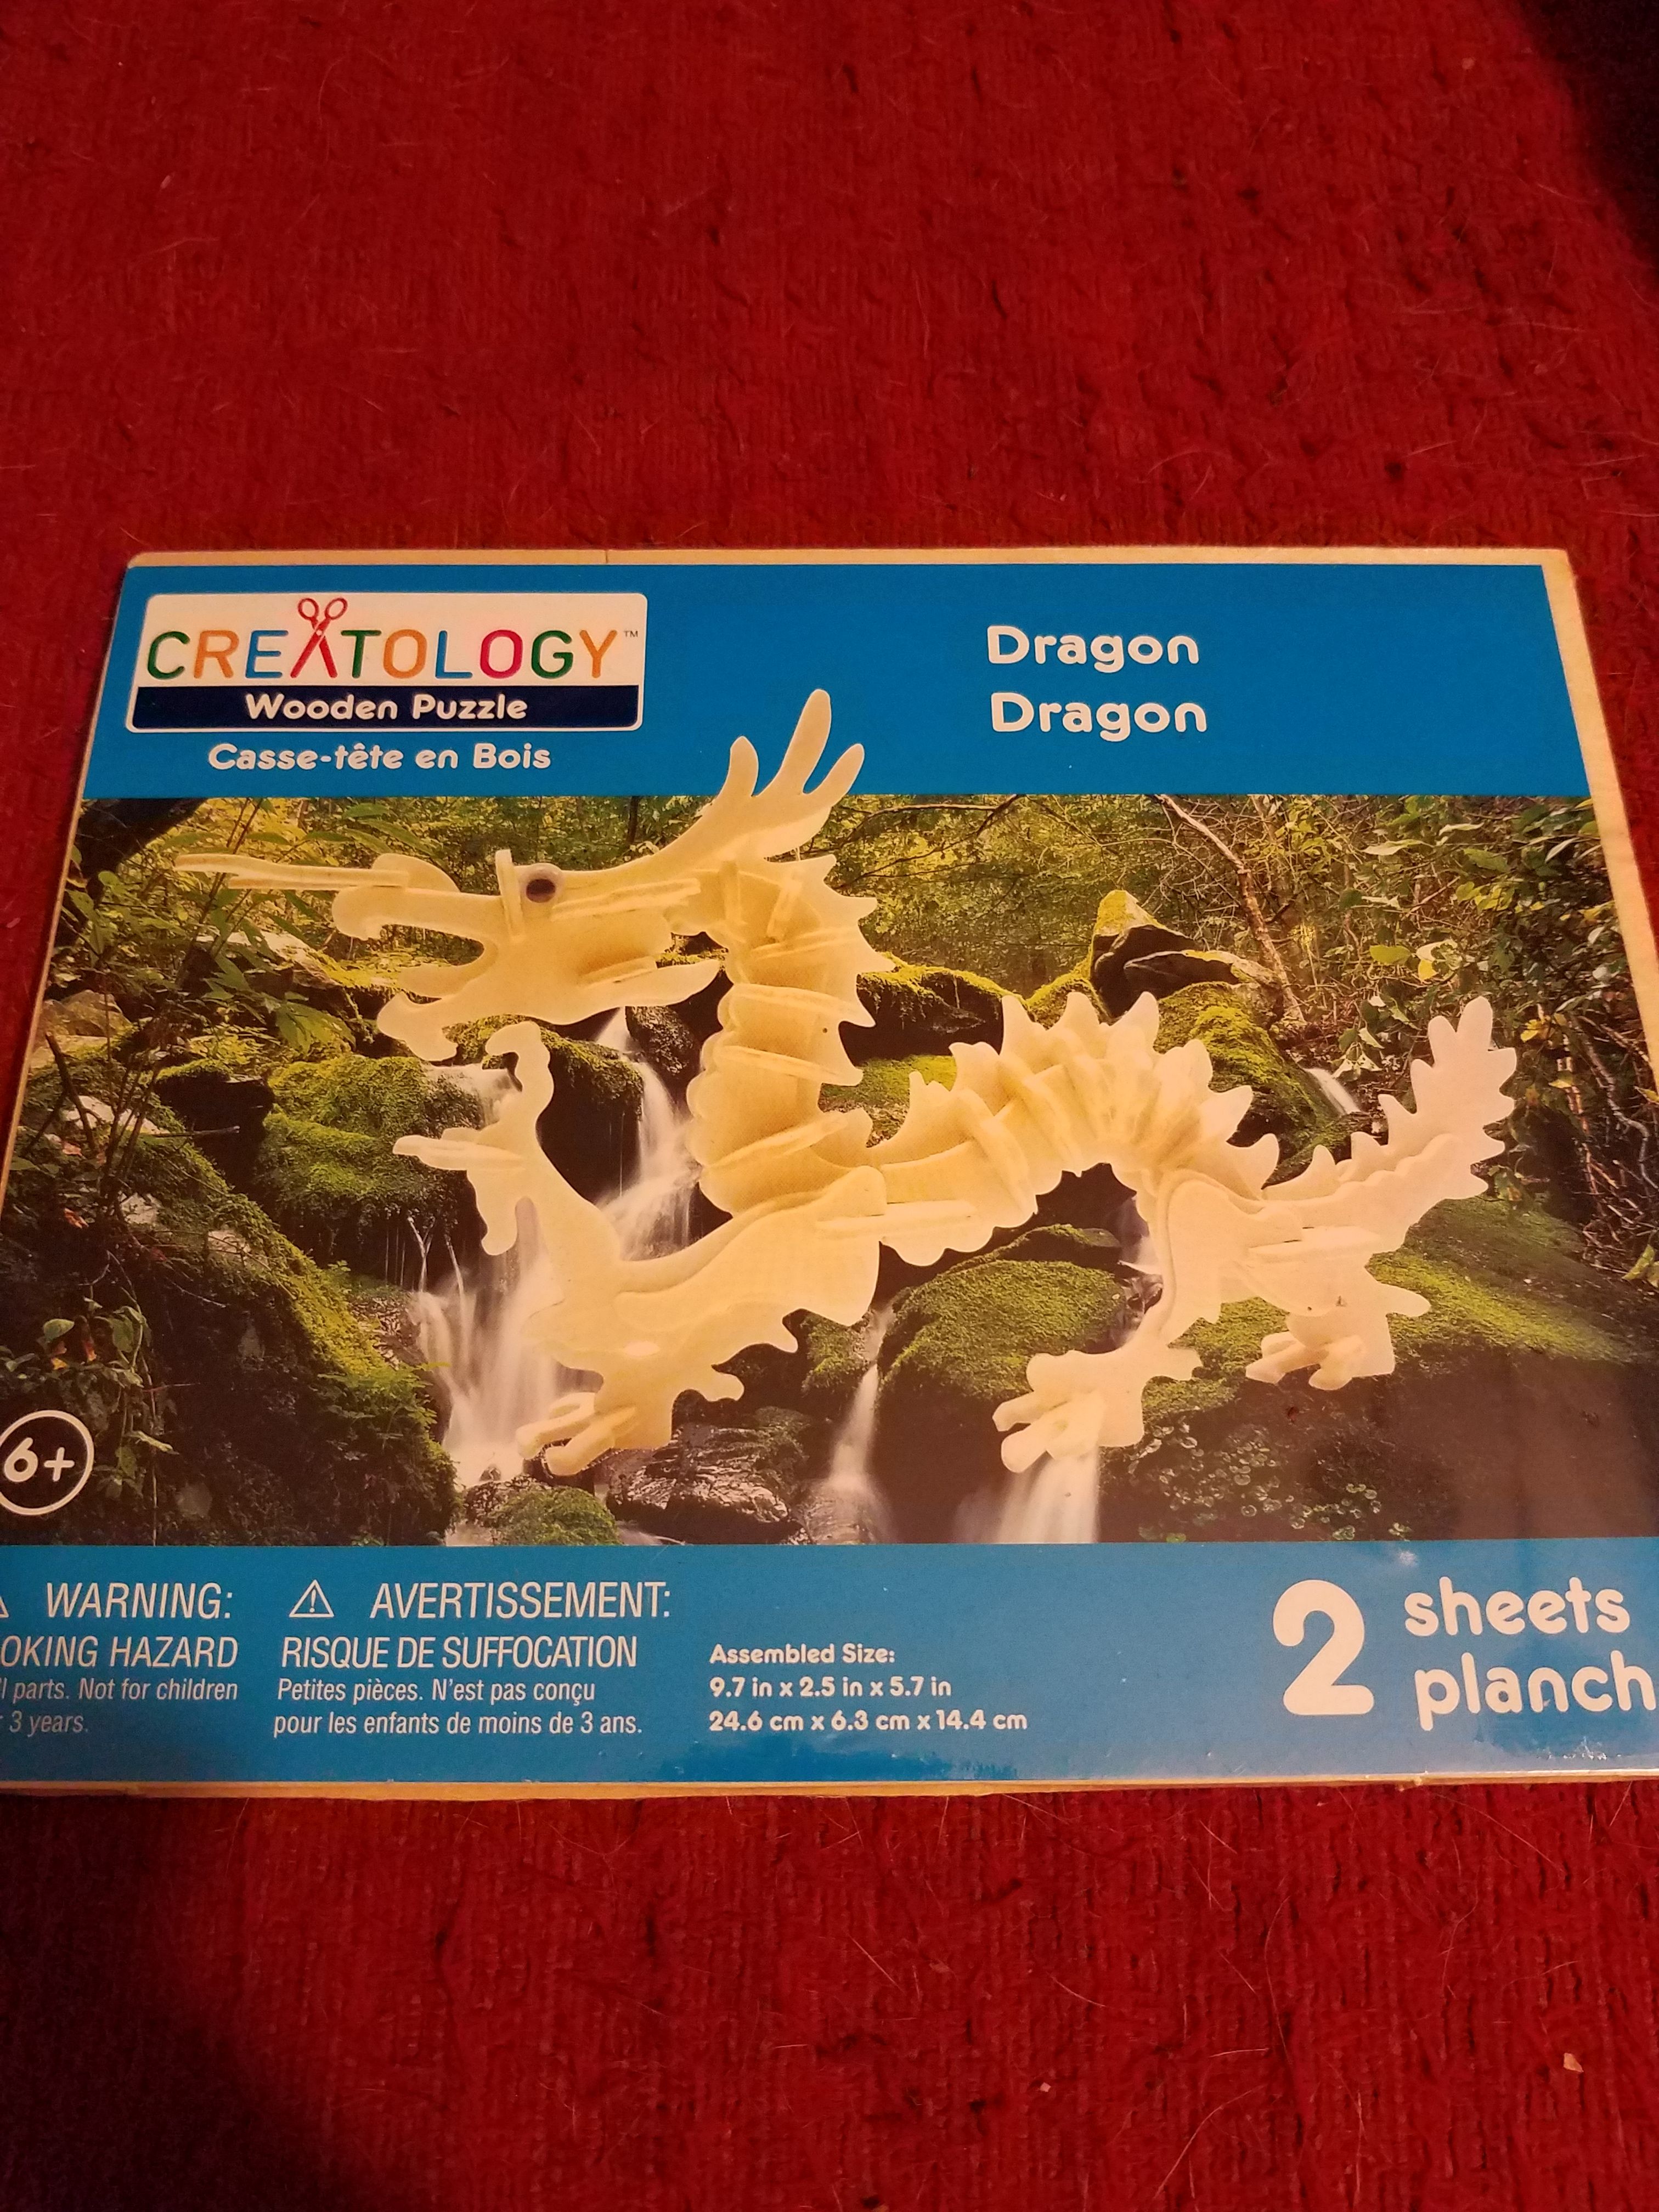 CREATOLOGY™
Wooden Puzzle
Casse-tête en Bois
Dragon
Dragon
6+
WARNING:
OKING HAZARD
parts. Not for children
3 years.
AVERTISSEMENT:
RISQUE DE SUFFOCATION
Petites pièces. N'est pas conçu
pour les enfants de moins de 3 ans.
Assembled Size:
9.7 in x 2.5 in x 5.7 in
24.6 cm x 6.3 cm x 14.4 cm
2 sheets
planch